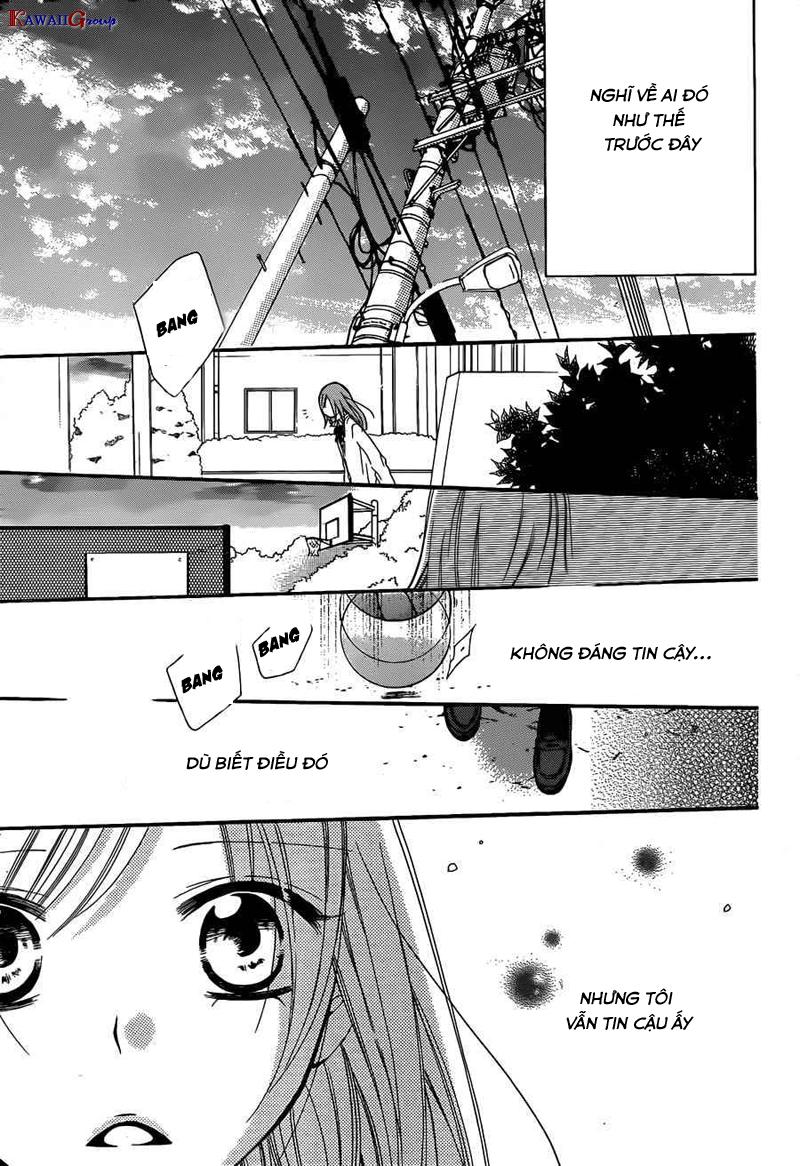 KAWAIIGroup
NGHĨ VỀ AI ĐÓ
NHƯ THẾ
TRƯỚC ĐÂY
BANG
BANG
BANG
KHÔNG ĐÁNG TIN CẬY...
DÙ BIẾT ĐIỀU ĐÓ
NHƯNG TÔI
VẪN TIN CẬU ẤY